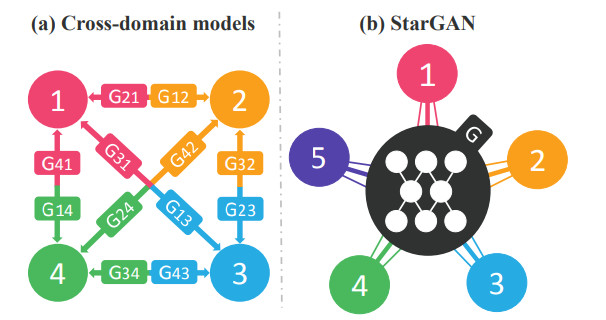 (a) Cross-domain models
1
G21
G12
2
G41
G14
G31
G13
G42
G24
G32
G23
4
G34
G43
3
(b) StarGAN
1
G
5
2
4
3